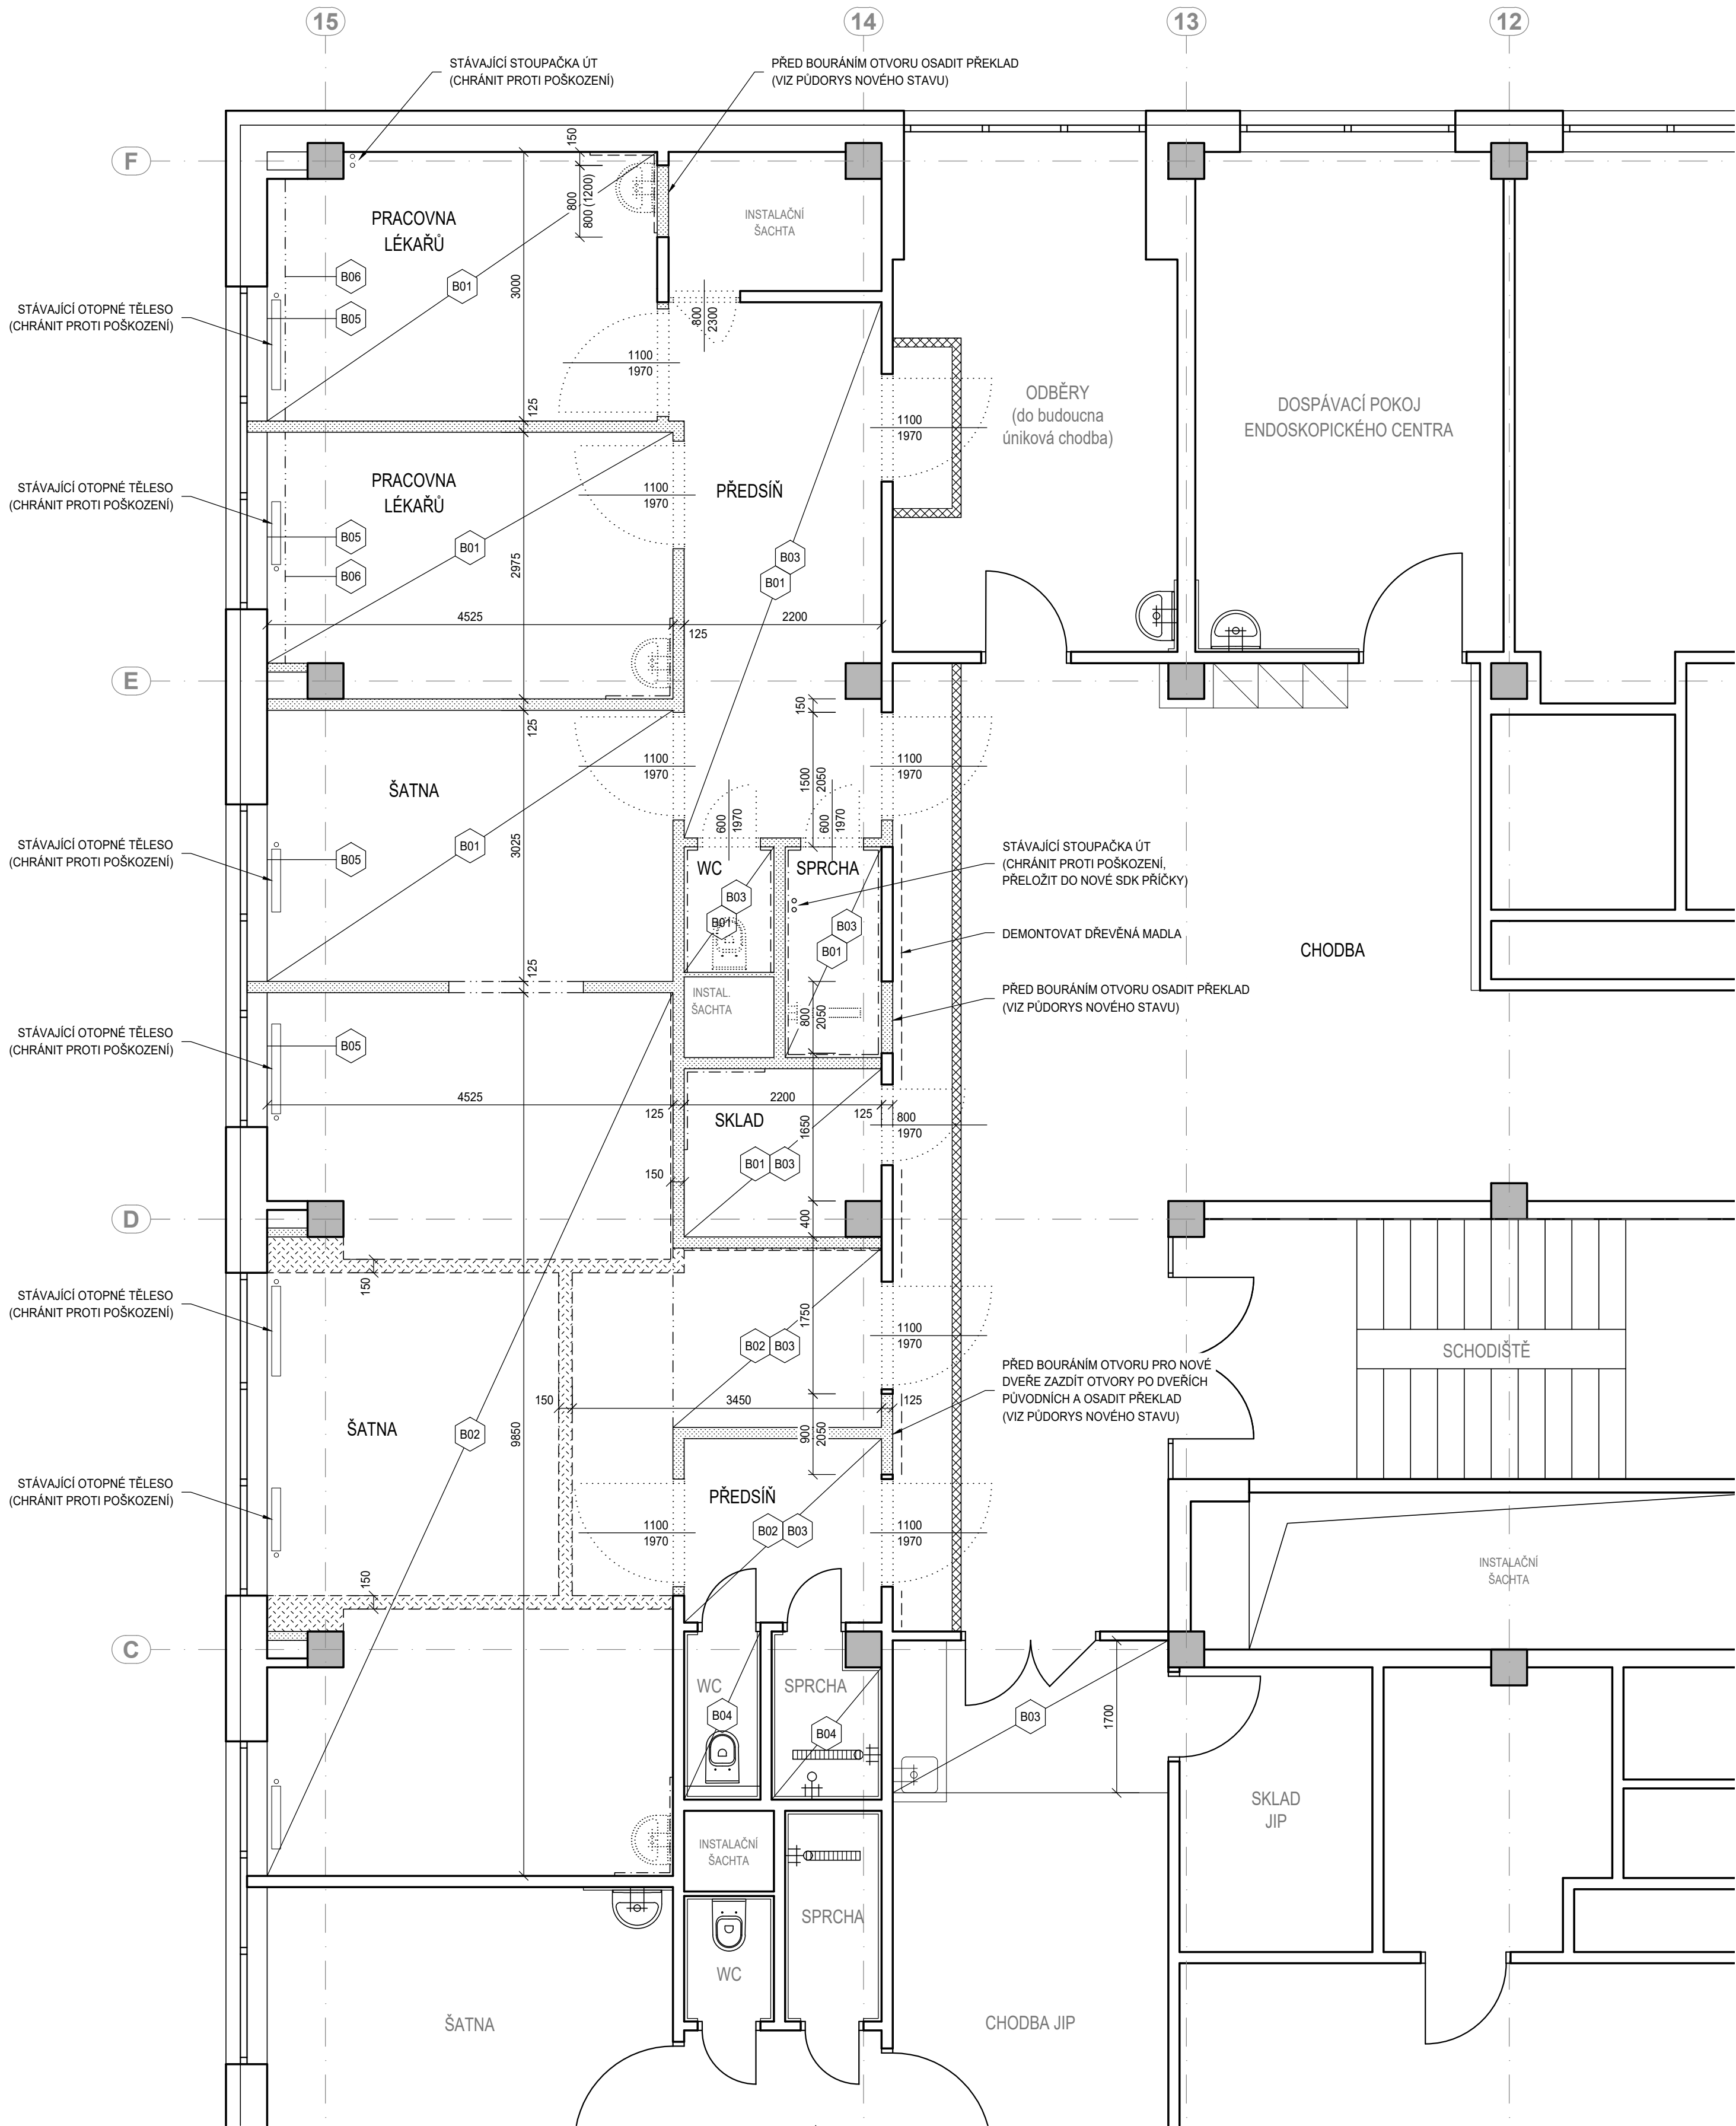 15
14
13
12
STÁVAJÍCÍ STOUPAČKA ÚT
(CHRÁNIT PROTI POŠKOZENÍ)
PŘED BOURÁNÍM OTVORU OSADIT PŘEKLAD
(VIZ PŮDORYS NOVÉHO STAVU)
F
150
800
800 (1200)
PRACOVNA
LÉKAŘŮ
INSTALAČNÍ
ŠACHTA
B06
B01
3000
STÁVAJÍCÍ OTOPNÉ TĚLESO
(CHRÁNIT PROTI POŠKOZENÍ)
B05
800
2300
1100
1970
125
ODBĚRY
(do budoucna
úniková chodba)
DOSPÁVACÍ POKOJ
ENDOSKOPICKÉHO CENTRA
1100
1970
STÁVAJÍCÍ OTOPNÉ TĚLESO
(CHRÁNIT PROTI POŠKOZENÍ)
PRACOVNA
LÉKAŘŮ
1100
1970
PŘEDSÍŇ
B05
B01
B06
2975
B03
B01
4525
125
2200
E
150
125
1100
1970
1500
2050
1100
1970
ŠATNA
600
1970
600
1970
STÁVAJÍCÍ OTOPNÉ TĚLESO
(CHRÁNIT PROTI POŠKOZENÍ)
B05
B01
3025
WC
SPRCHA
STÁVAJÍCÍ STOUPAČKA ÚT
(CHRÁNIT PROTI POŠKOZENÍ,
PŘELOŽIT DO NOVÉ SDK PŘÍČKY)
B03
B01
B03
B01
DEMONTOVAT DŘEVĚNÁ MADLA
CHODBA
125
INSTAL.
ŠACHTA
800
2050
PŘED BOURÁNÍM OTVORU OSADIT PŘEKLAD
(VIZ PŮDORYS NOVÉHO STAVU)
STÁVAJÍCÍ OTOPNÉ TĚLESO
(CHRÁNIT PROTI POŠKOZENÍ)
B05
4525
125
2200
125
SKLAD
1650
800
1970
B01
B03
150
D
400
150
STÁVAJÍCÍ OTOPNÉ TĚLESO
(CHRÁNIT PROTI POŠKOZENÍ)
1750
1100
1970
B02
B03
SCHODIŠTĚ
PŘED BOURÁNÍM OTVORU PRO NOVÉ
DVEŘE ZAZDÍT OTVORY PO DVEŘÍCH
PŮVODNÍCH A OSADIT PŘEKLAD
(VIZ PŮDORYS NOVÉHO STAVU)
150
3450
125
ŠATNA
B02
9850
900
2050
STÁVAJÍCÍ OTOPNÉ TĚLESO
(CHRÁNIT PROTI POŠKOZENÍ)
PŘEDSÍŇ
1100
1970
B02
B03
1100
1970
150
INSTALAČNÍ
ŠACHTA
C
WC
SPRCHA
B04
B04
B03
1700
SKLAD
JIP
INSTALAČNÍ
ŠACHTA
SPRCHA
WC
ŠATNA
CHODBA JIP